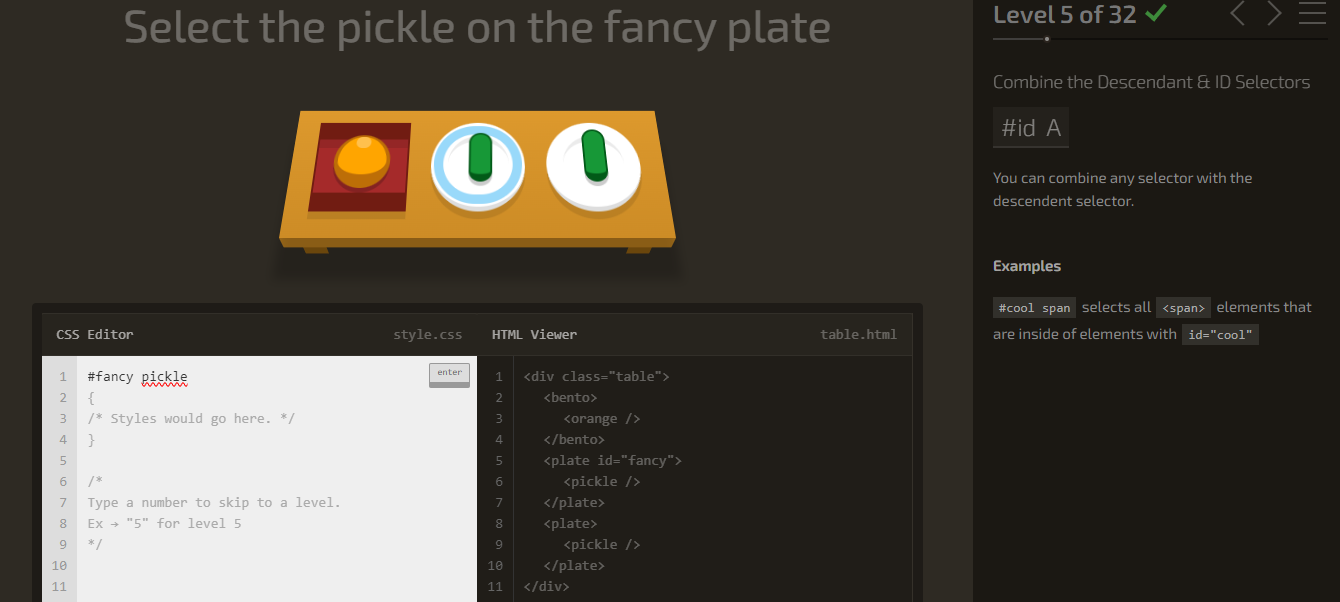 Select the pickle on the fancy plate
CSS Editor
style.css
1 #fancy pickle
enter
2 {
3 /* Styles would go here. */
4 }
5
6 /*
7 Type a number to skip to a level.
8 Ex → "5" for level 5
9 */
10
11
HTML Viewer
table.html
1 <div class="table">
2 <bento>
3 <orange />
4 </bento>
5 <plate id="fancy">
6 <pickle />
7 </plate>
8 <plate>
9 <pickle />
10 </plate>
11 </div>
Level 5 of 32
Combine the Descendant & ID Selectors
#id A
You can combine any selector with the
descendent selector.
Examples
#cool span selects all <span> elements that
are inside of elements with id="cool"